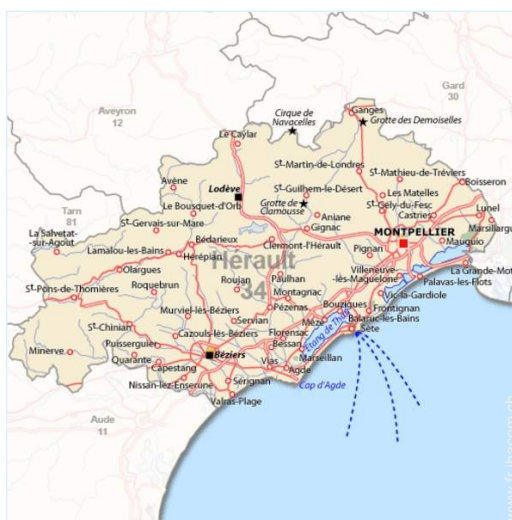 Gard
30
Aveyron
12
Cirque de
Navacelles
Ganges
Grotte des Demoiselles
Le Caylar
Sᵗ-Martin-de-Londres
Sᵗ-Mathieu-de-Tréviers
Avène
Lodève
Sᵗ-Guilhem-le-Désert
Les Matelles
Boisseron
Le Bousquet-d'Orb
Grotte de
Clamousse
Sᵗ-Gély-du-Fesc
Castries
Lunel
Tarn
81
Sᵗ-Gervais-sur-Mare
Aniane
Gignac
MONTPELLIER
Marsillargu
La Salvetat
-sur-Agout
Bédarieux
Clermont-l'Hérault
Pignan
Mauguio
Lamalou-les-Bains
Hérépian
Hérault
34
Villeneuve-
-lès-Maguelone
La Grande-Mot
Palavas-les-Flots
Olargues
Roujan
Paulhan
Sᵗ-Pons-de-Thomières
Roquebrun
Montagnac
Vic-la-Gardiole
Murviel-lès-Béziers
Pézenas
Bouzigues
Frontignan
Sᵗ-Chinian
Servian
Mèze
Balaruc-les-Bains
Cazouls-lès-Béziers
Florensac
Étang de Thau
Sète
Puisserguier
Bessan
Minerve
Quarante
Béziers
Marseillan
Capestang
Vias
Agde
Nissan-lez-Enserune
Sérignan
Cap d'Agde
Valras-Plage
Aude
11